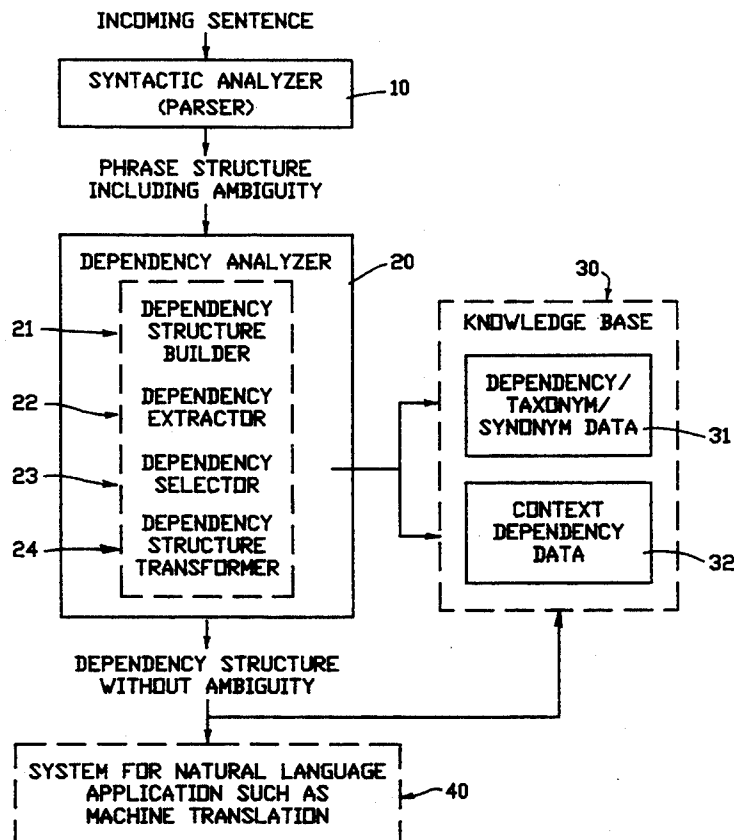 INCOMING SENTENCE
SYNTACTIC ANALYZER
(PARSER)
10
PHRASE STRUCTURE
INCLUDING AMBIGUITY
DEPENDENCY ANALYZER
20
21
DEPENDENCY
STRUCTURE
BUILDER
22
DEPENDENCY
EXTRACTOR
23
DEPENDENCY
SELECTOR
24
DEPENDENCY
STRUCTURE
TRANSFORMER
30
KNOWLEDGE BASE
DEPENDENCY/
TAXONYM/
SYNONYM DATA
31
CONTEXT
DEPENDENCY
DATA
32
DEPENDENCY STRUCTURE
WITHOUT AMBIGUITY
SYSTEM FOR NATURAL LANGUAGE
APPLICATION SUCH AS
MACHINE TRANSLATION
40